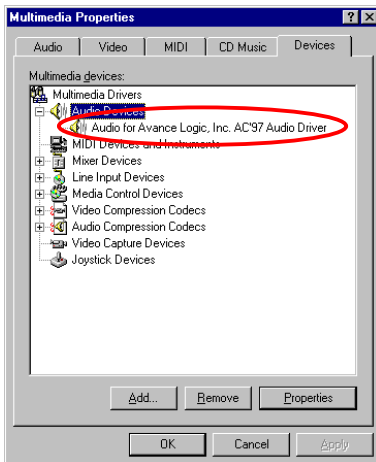 Multimedia Properties
Audio Video MIDI CD Music Devices
Multimedia devices:
Multimedia Drivers
Audio Devices
Audio for Avance Logic, Inc. AC'97 Audio Driver
MIDI Devices and Instruments
Mixer Devices
Line Input Devices
Media Control Devices
Video Compression Codecs
Audio Compression Codecs
Video Capture Devices
Joystick Devices
Add... Remove Properties
OK Cancel Apply